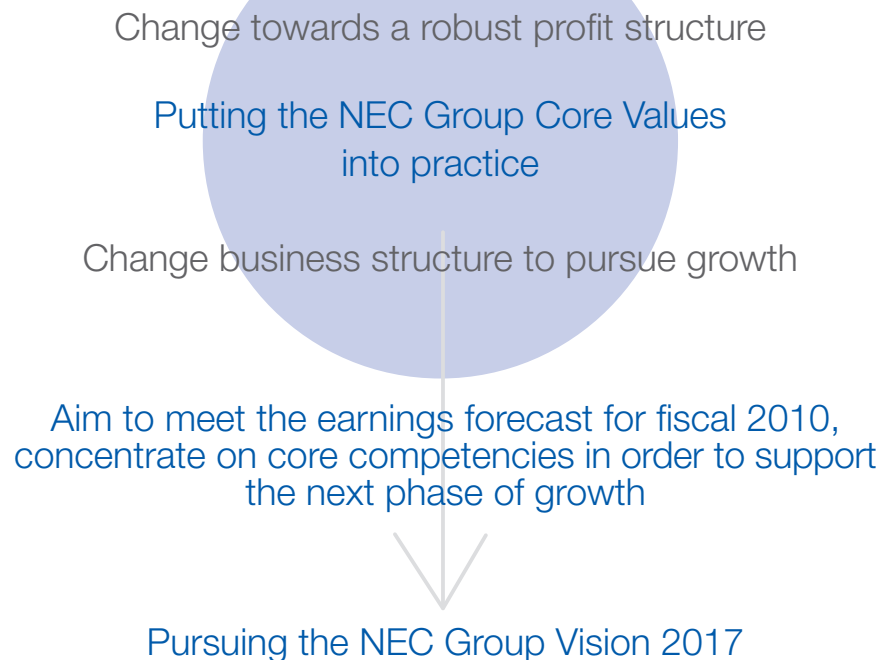 Change towards a robust profit structure
Putting the NEC Group Core Values
into practice
Change business structure to pursue growth
Aim to meet the earnings forecast for fiscal 2010,
concentrate on core competencies in order to support
the next phase of growth
Pursuing the NEC Group Vision 2017